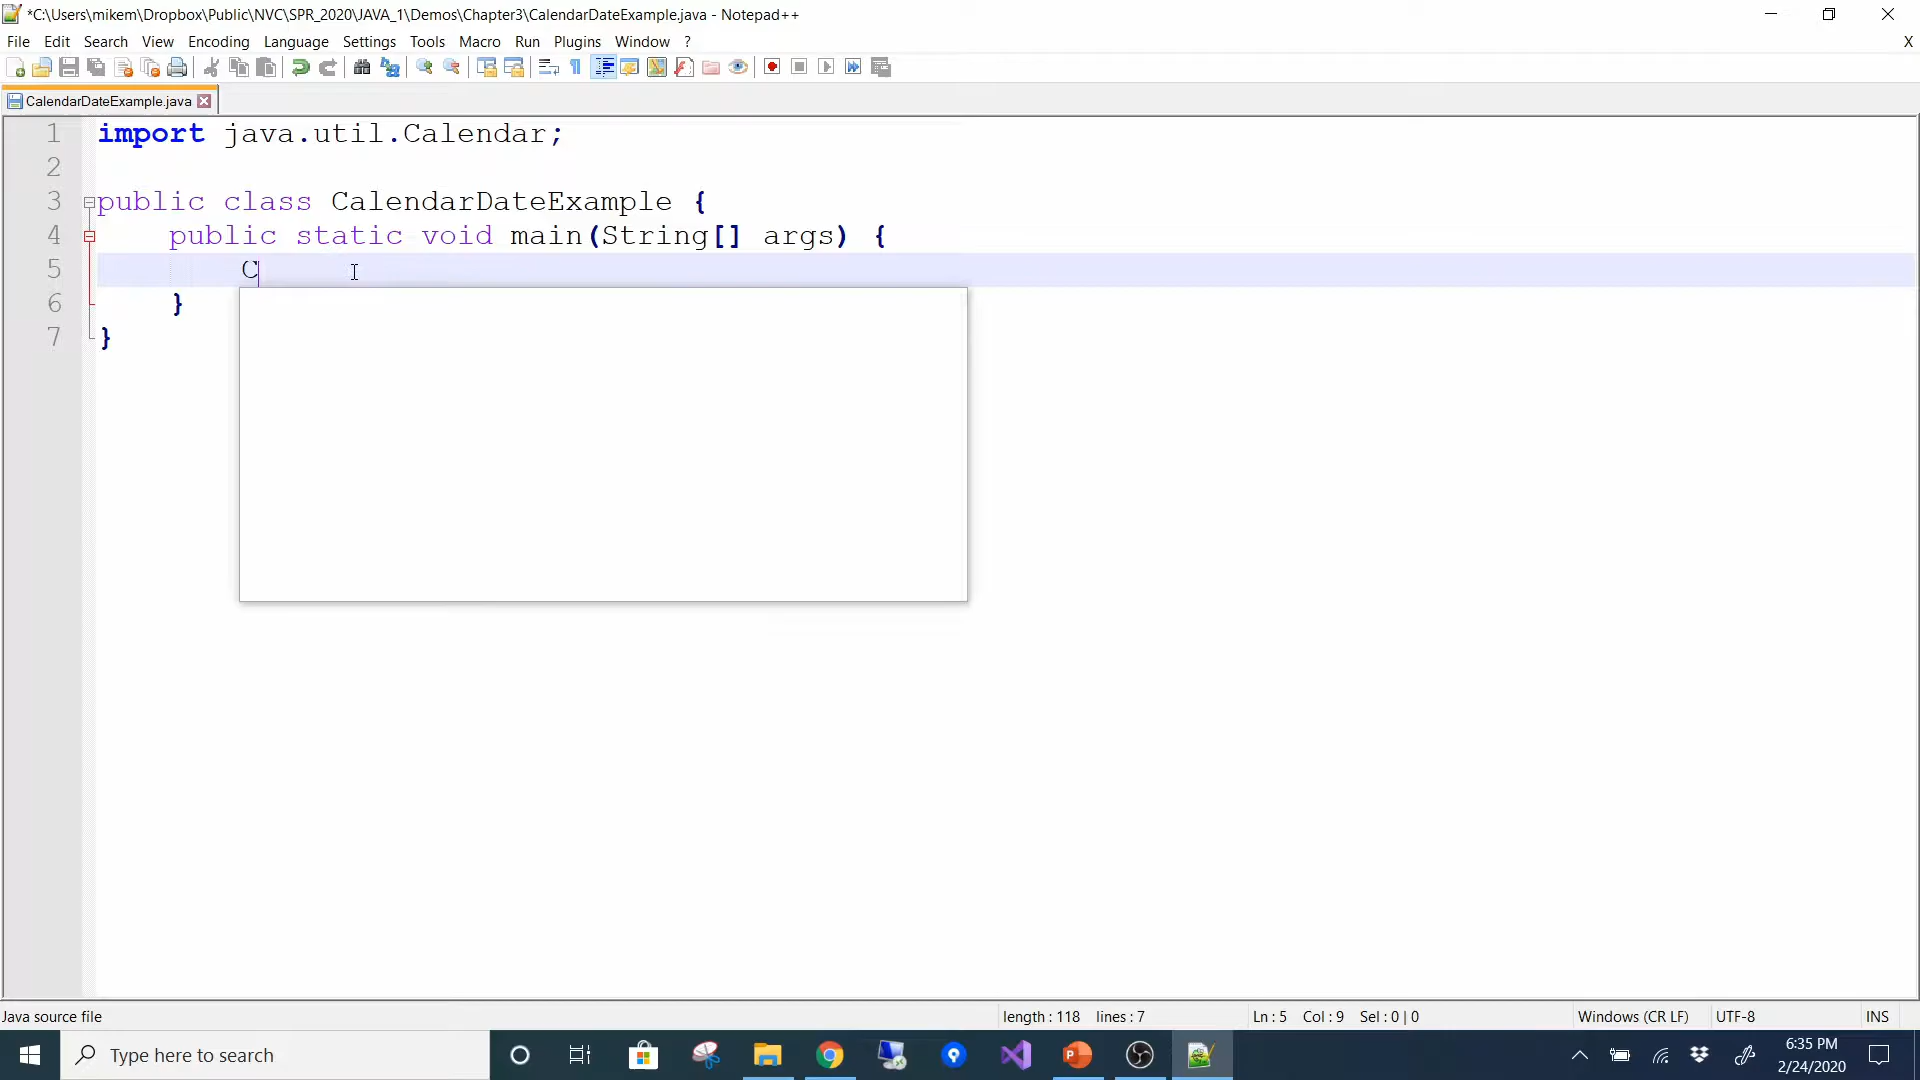 *C:\Users\mikem\Dropbox\Public\NVC\SPR_2020\JAVA_1\Demos\Chapter3\CalendarDateExample.java - Notepad++
File Edit Search View Encoding Language Settings Tools Macro Run Plugins Window ? X
CalendarDateExample.java
1 import java.util.Calendar;
2
3 public class CalendarDateExample {
4 public static void main(String[] args) {
5 C
6 }
7 }
Java source file length : 118 lines : 7 Ln : 5 Col : 9 Sel : 0 | 0 Windows (CR LF) UTF-8 INS
Type here to search
6:35 PM
2/24/2020